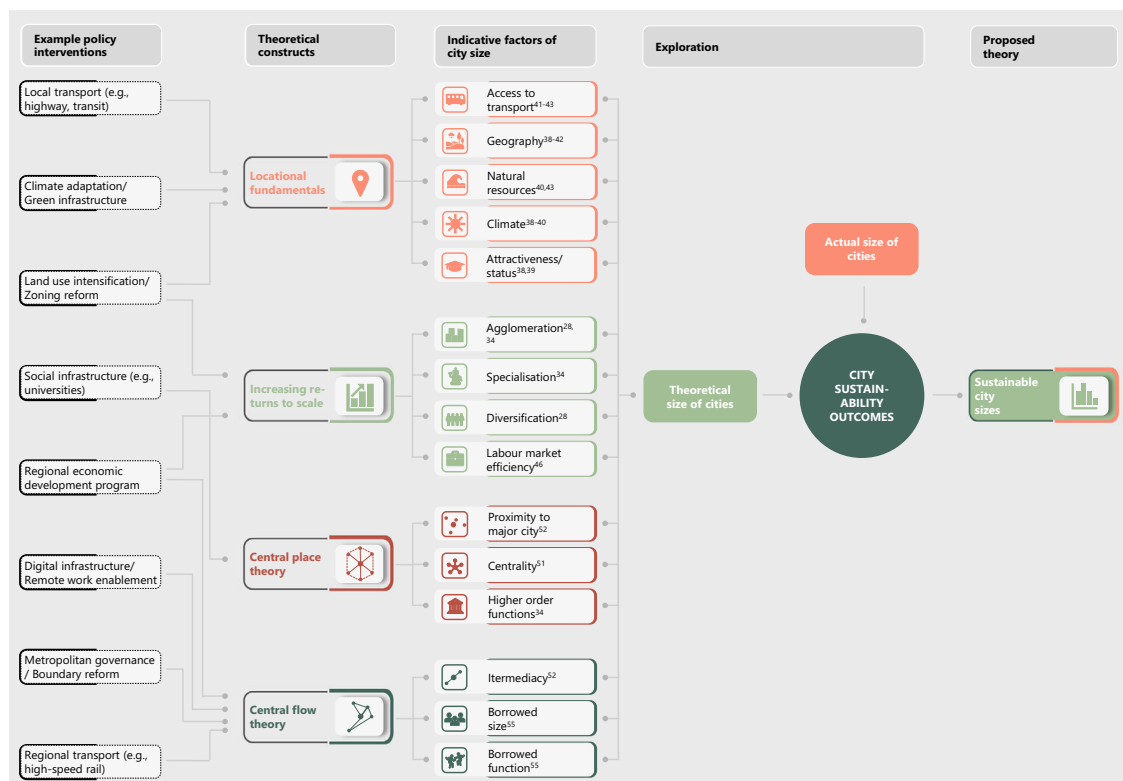 Example policy
interventions
Theoretical
constructs
Indicative factors of
city size
Exploration
Proposed
theory
Local transport (e.g.,
highway, transit)
Climate adaptation/
Green infrastructure
Land use intensification/
Zoning reform
Social infrastructure (e.g.,
universities)
Regional economic
development program
Digital infrastructure/
Remote work enablement
Metropolitan governance
/ Boundary reform
Regional transport (e.g.,
high-speed rail)
Locational
fundamentals
Increasing re-
turns to scale
Central place
theory
Central flow
theory
Access to
transport41-43
Geography38-42
Natural
resources40,43
Climate38-40
Attractiveness/
status38,39
Agglomeration28,
34
Specialisation34
Diversification28
Labour market
efficiency46
Proximity to
major city52
Centrality51
Higher order
functions34
Itermediacy52
Borrowed
size55
Borrowed
function55
Theoretical
size of cities
Actual size of
cities
CITY
SUSTAIN-
ABILITY
OUTCOMES
Sustainable
city
sizes